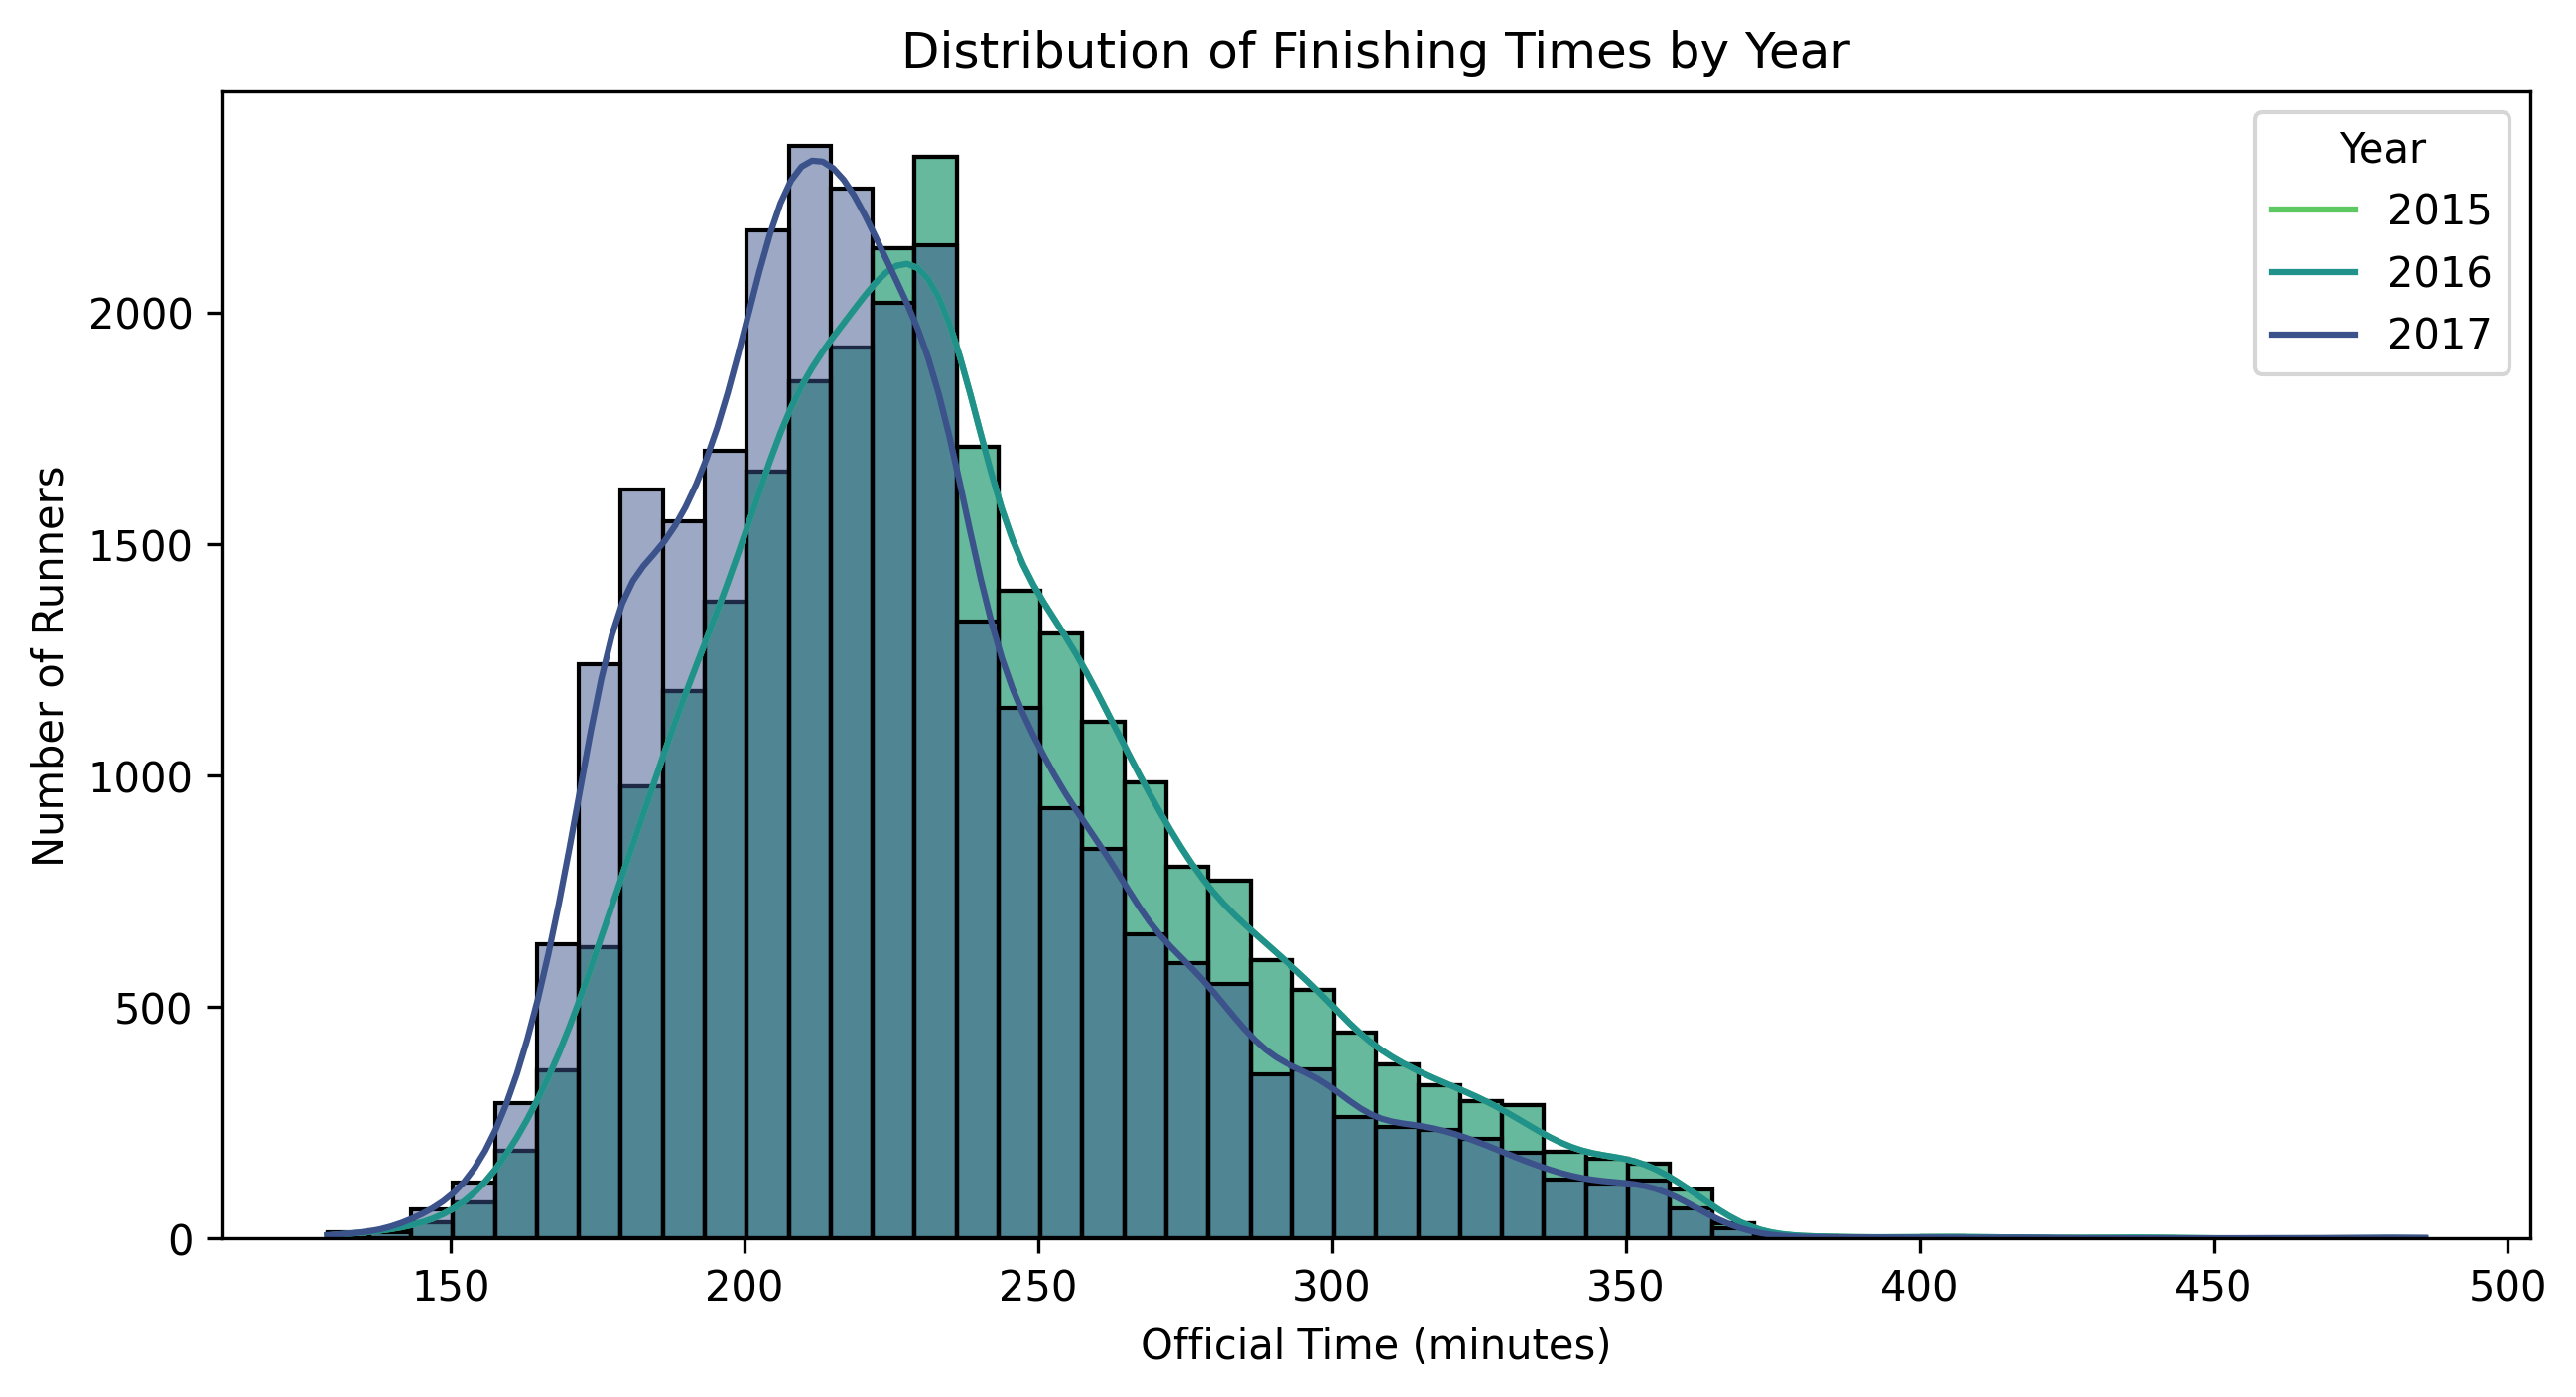 Distribution of Finishing Times by Year
Year
2015
2016
2017
Number of Runners
2000
1500
1000
500
0
150 200 250 300 350 400 450 500
Official Time (minutes)